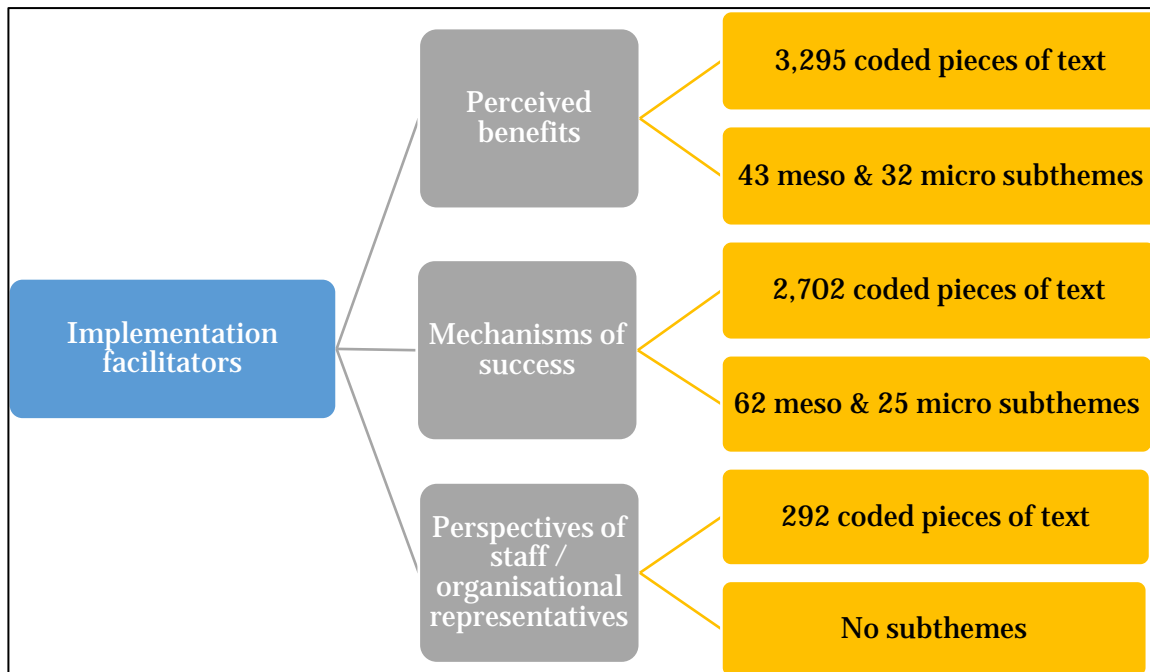 Implementation
facilitators
Perceived
benefits
3,295 coded pieces of text
43 meso & 32 micro subthemes
Mechanisms of
success
2,702 coded pieces of text
62 meso & 25 micro subthemes
Perspectives of
staff /
organisational
representatives
292 coded pieces of text
No subthemes